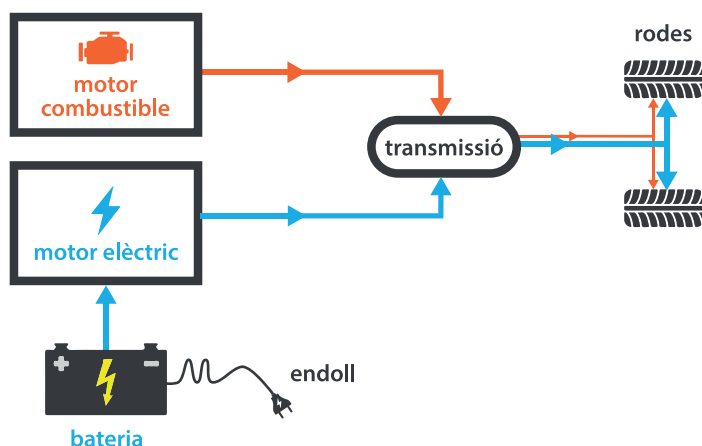 rodes
motor
combustible
transmissió
motor elèctric
endoll
bateria